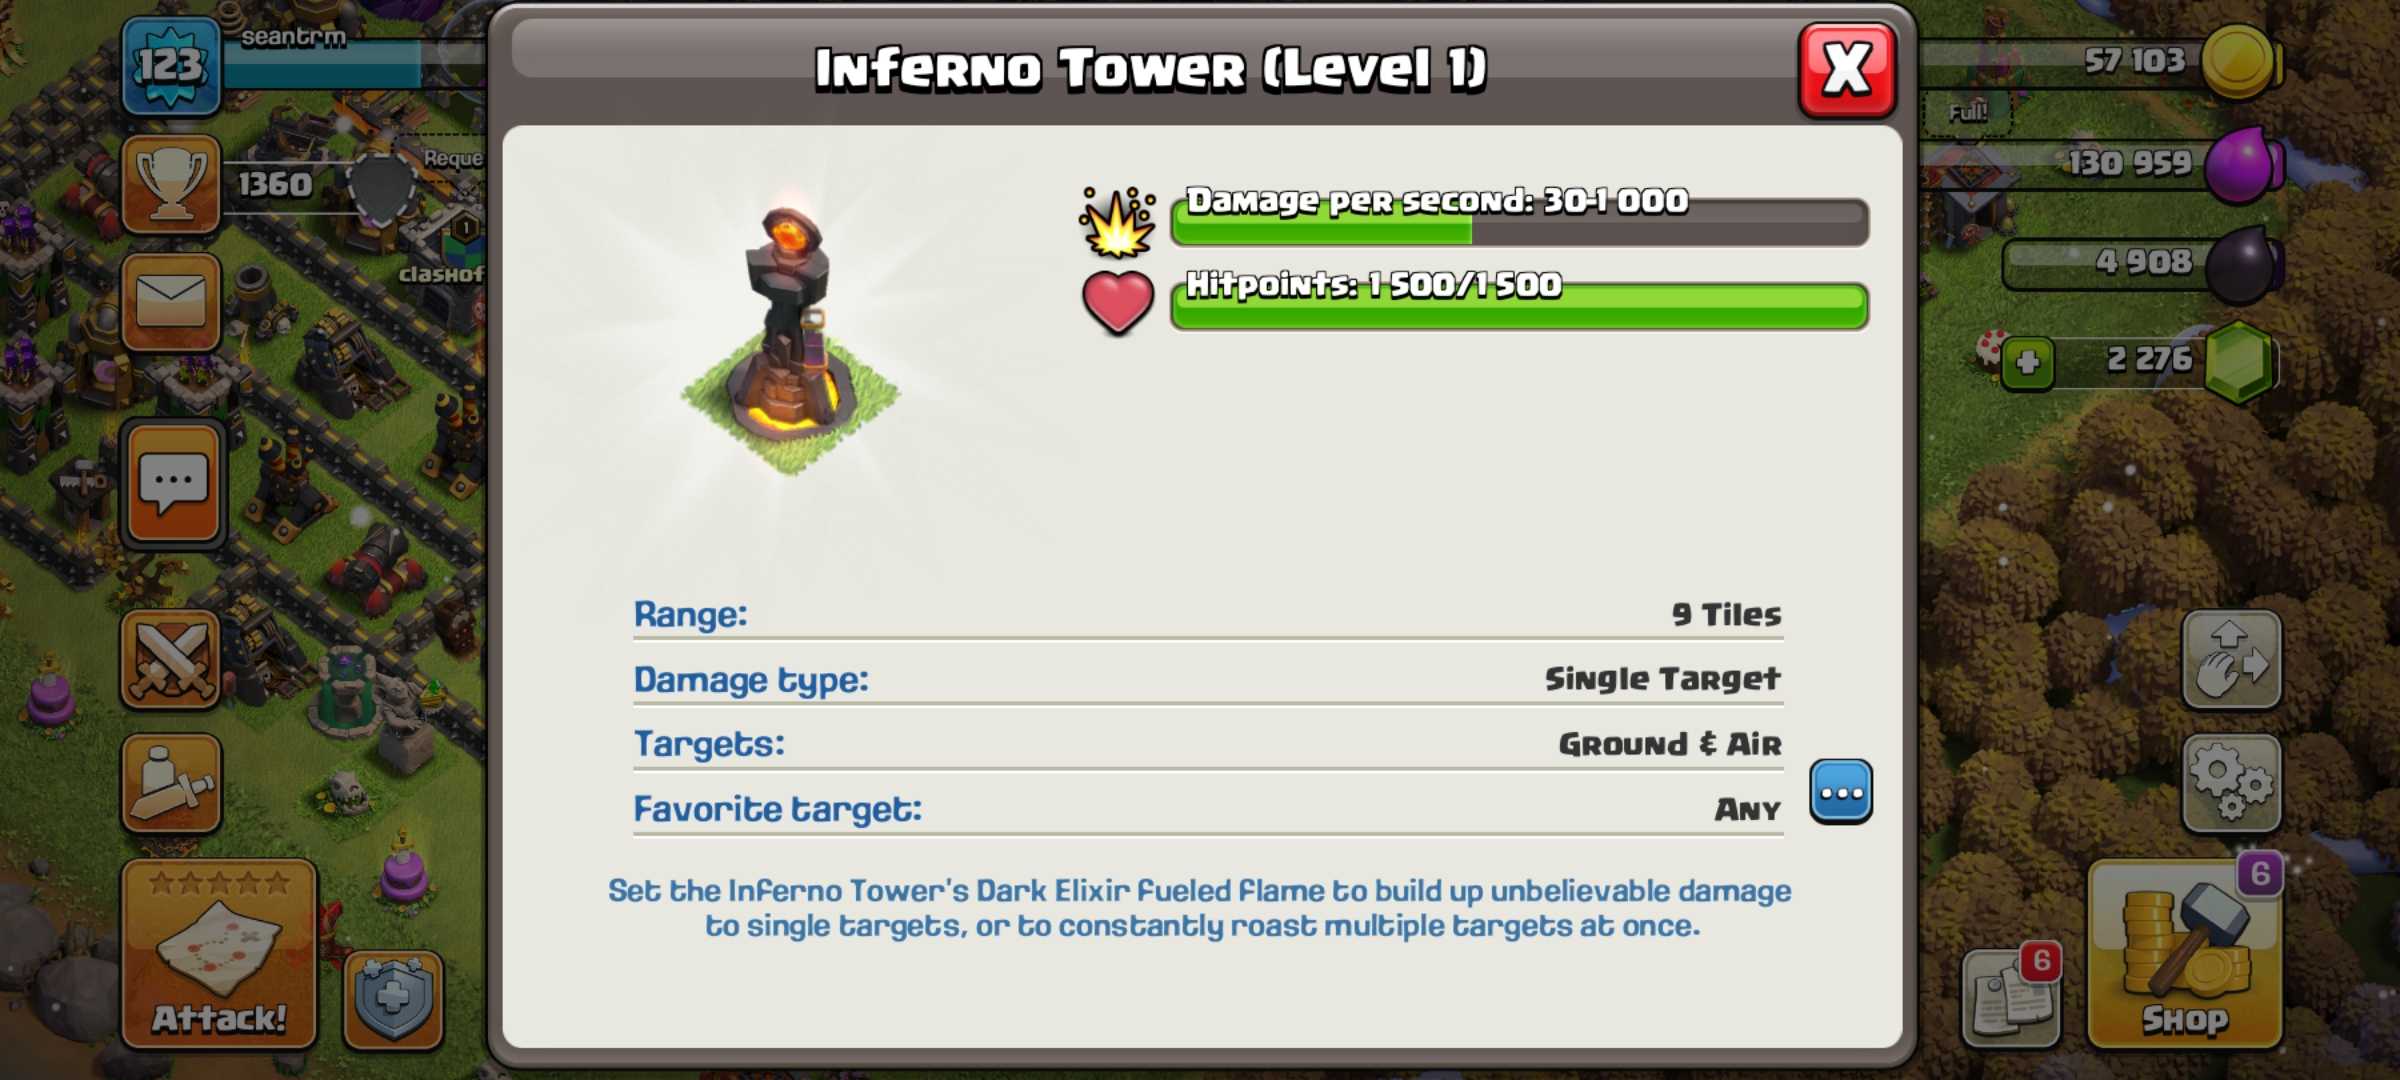 123
seantrm
Inferno Tower (Level 1)
X
57 103
Full!
130 959
1360
Reque
Damage per second: 30-1 000
1
clashof
4 908
Hitpoints: 1 500/1 500
2 276
Range: 9 Tiles
Damage type: Single Target
Targets: Ground & Air
Favorite target: Any
Set the Inferno Tower's Dark Elixir fueled flame to build up unbelievable damage
to single targets, or to constantly roast multiple targets at once.
Attack!
6
6
Shop